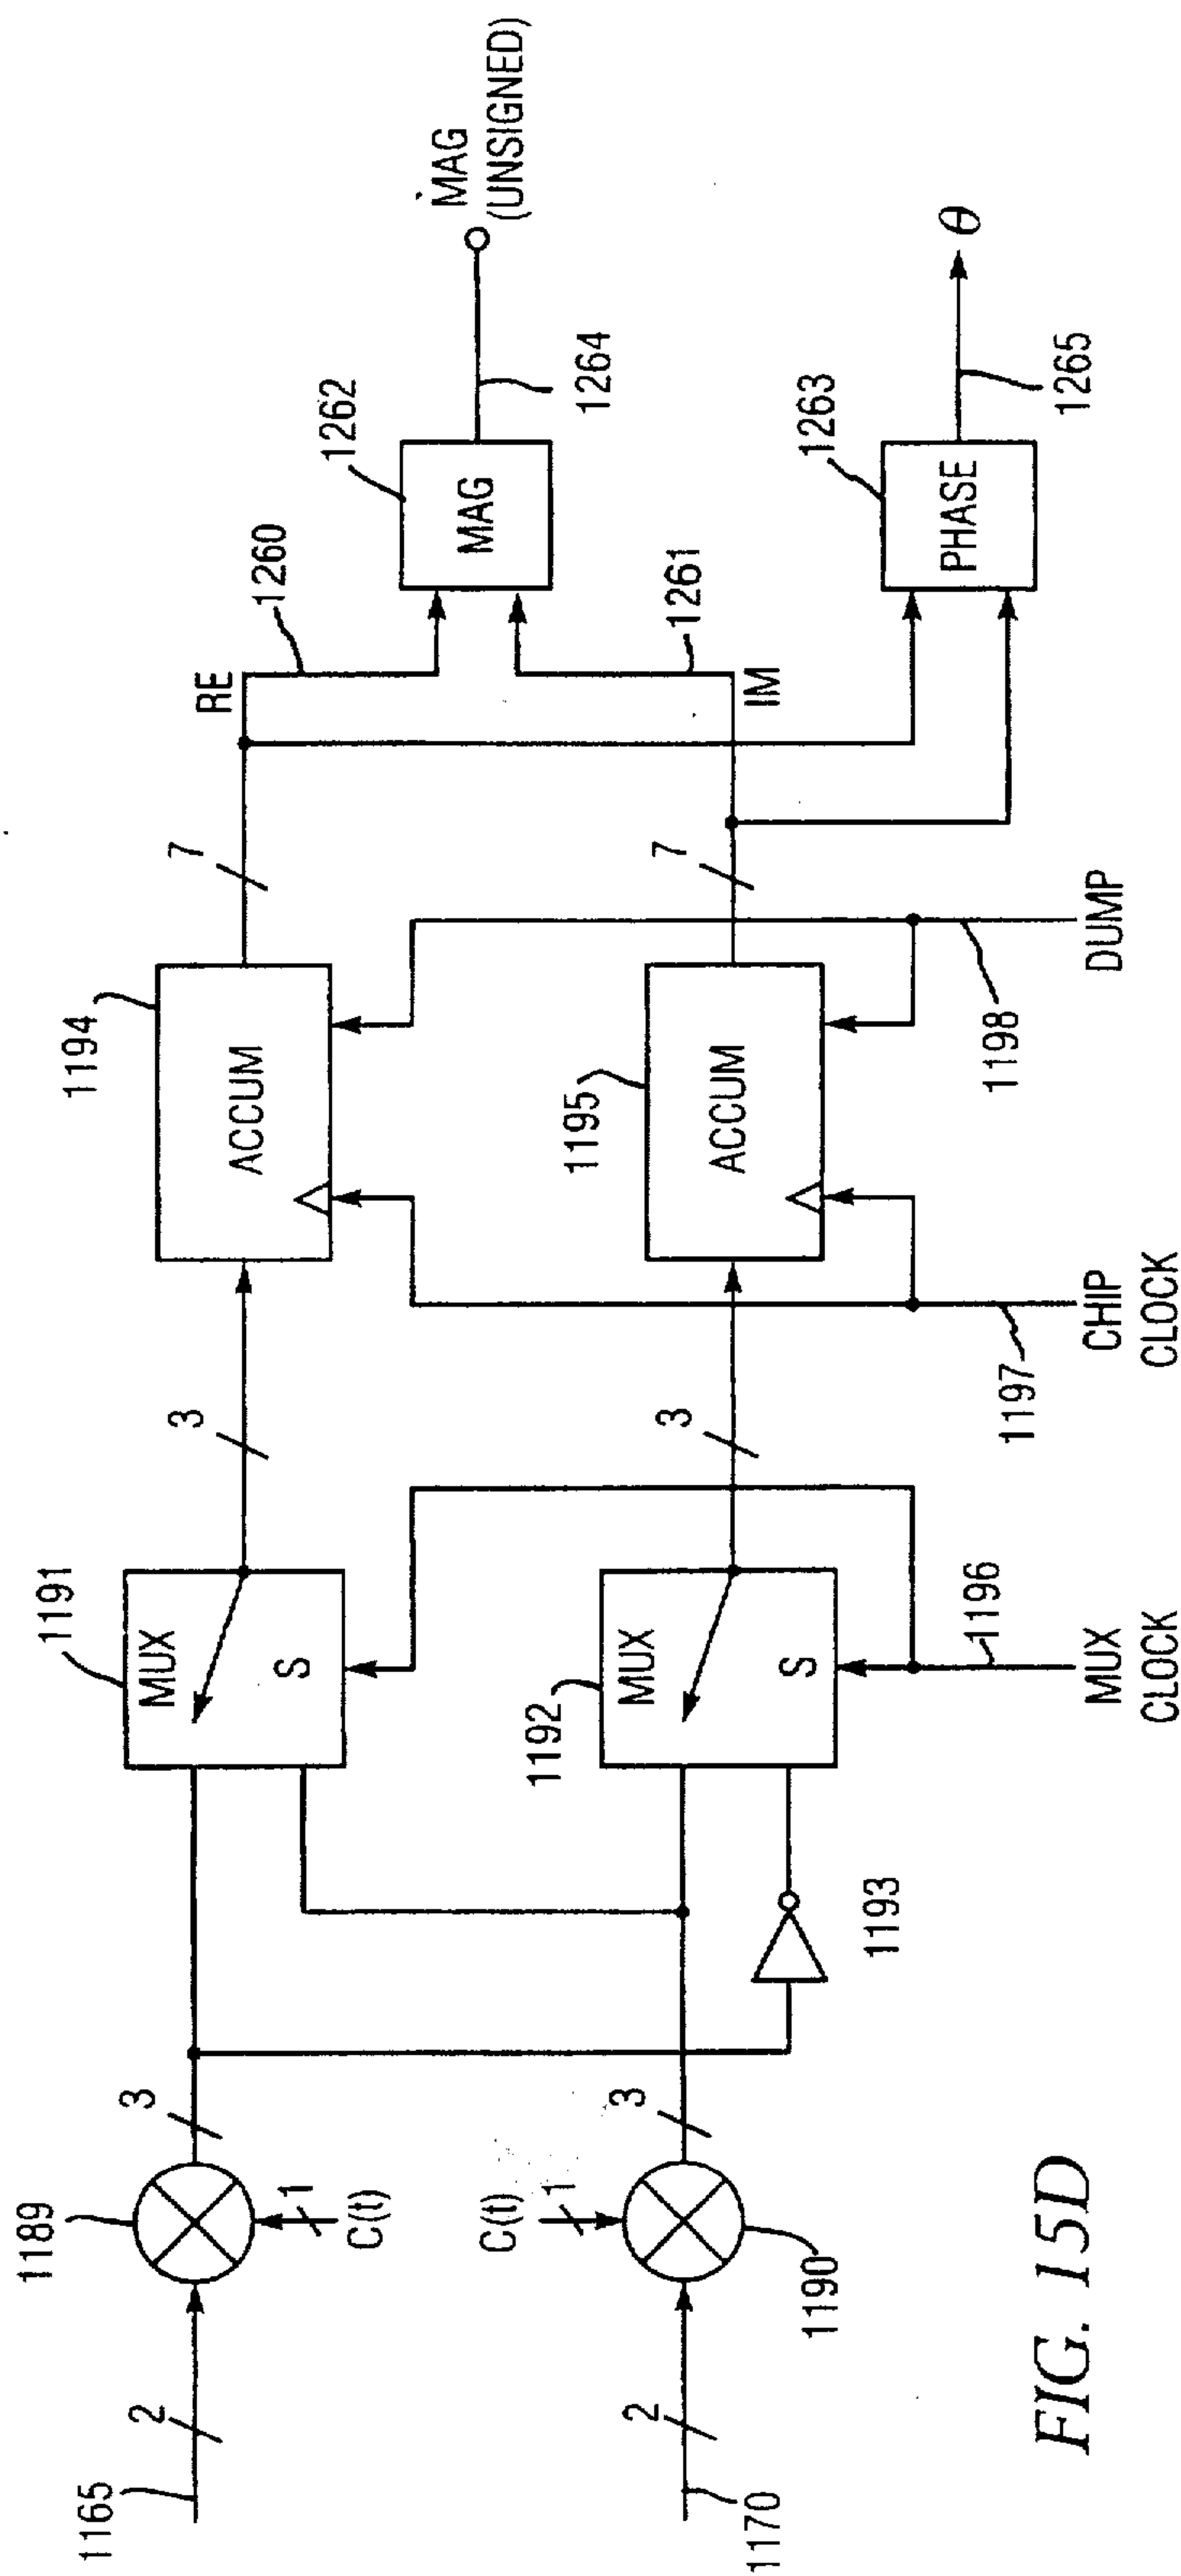 1165
2
1189
3
1
C(t)
1191
MUX
S
3
1194
ACCUM
7
RE
1260
1262
MAG
1264
MAG
(UNSIGNED)
1170
2
C(t)
1
1190
3
1193
1192
MUX
S
3
1195
ACCUM
7
IM
1261
1263
PHASE
1265
θ
1196
MUX
CLOCK
1197
CHIP
CLOCK
1198
DUMP
FIG. 15D